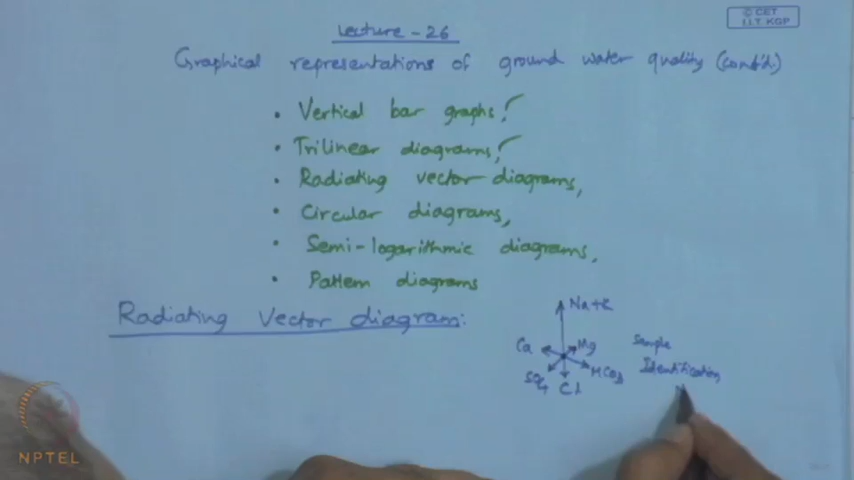 © CET
I.I.T. KGP
Lecture-26
Graphical representations of ground water quality (cont'd.)
• Vertical bar graphs,
• Trilinear diagrams,
• Radiating vector diagrams,
• Circular diagrams,
• Semi-logarithmic diagrams,
• Pattern diagrams
Radiating Vector diagram:
Na+K
Ca
Mg
Sample
Identification
SO4
Cl
HCO3
NPTEL